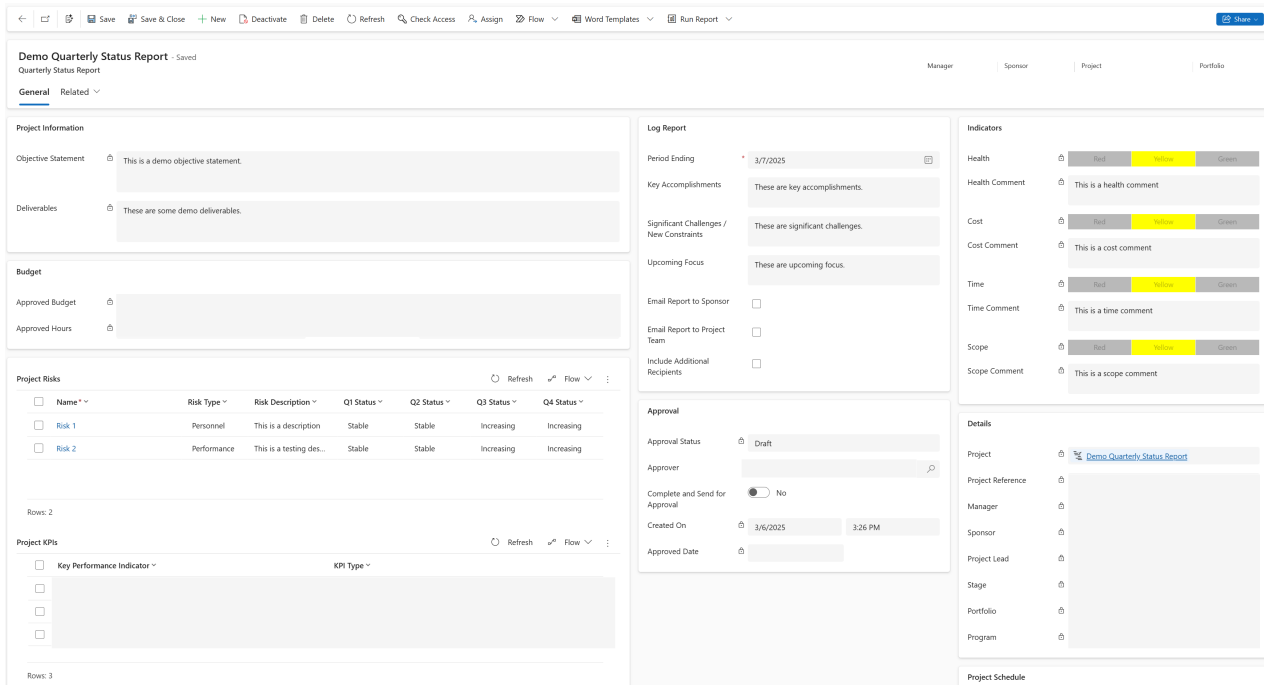 Save Save & Close New Deactivate Delete Refresh Check Access Assign Flow Word Templates Run Report Share
Demo Quarterly Status Report - Saved
Quarterly Status Report
Manager Sponsor Project Portfolio
General Related
Project Information
Objective Statement This is a demo objective statement.
Deliverables These are some demo deliverables.
Budget
Approved Budget
Approved Hours
Project Risks Refresh Flow
Name* Risk Type Risk Description Q1 Status Q2 Status Q3 Status Q4 Status
Risk 1 Personnel This is a description Stable Stable Increasing Increasing
Risk 2 Performance This is a testing des... Stable Stable Increasing Increasing
Rows: 2
Project KPIs Refresh Flow
Key Performance Indicator KPI Type
Rows: 3
Log Report
Period Ending * 3/7/2025
Key Accomplishments These are key accomplishments.
Significant Challenges / These are significant challenges.
New Constraints
Upcoming Focus These are upcoming focus.
Email Report to Sponsor
Email Report to Project
Team
Include Additional
Recipients
Approval
Approval Status Draft
Approver
Complete and Send for No
Approval
Created On 3/6/2025 3:26 PM
Approved Date
Indicators
Health Red Yellow Green
Health Comment This is a health comment
Cost Red Yellow Green
Cost Comment This is a cost comment
Time Red Yellow Green
Time Comment This is a time comment
Scope Red Yellow Green
Scope Comment This is a scope comment
Details
Project Demo Quarterly Status Report
Project Reference
Manager
Sponsor
Project Lead
Stage
Portfolio
Program
Project Schedule